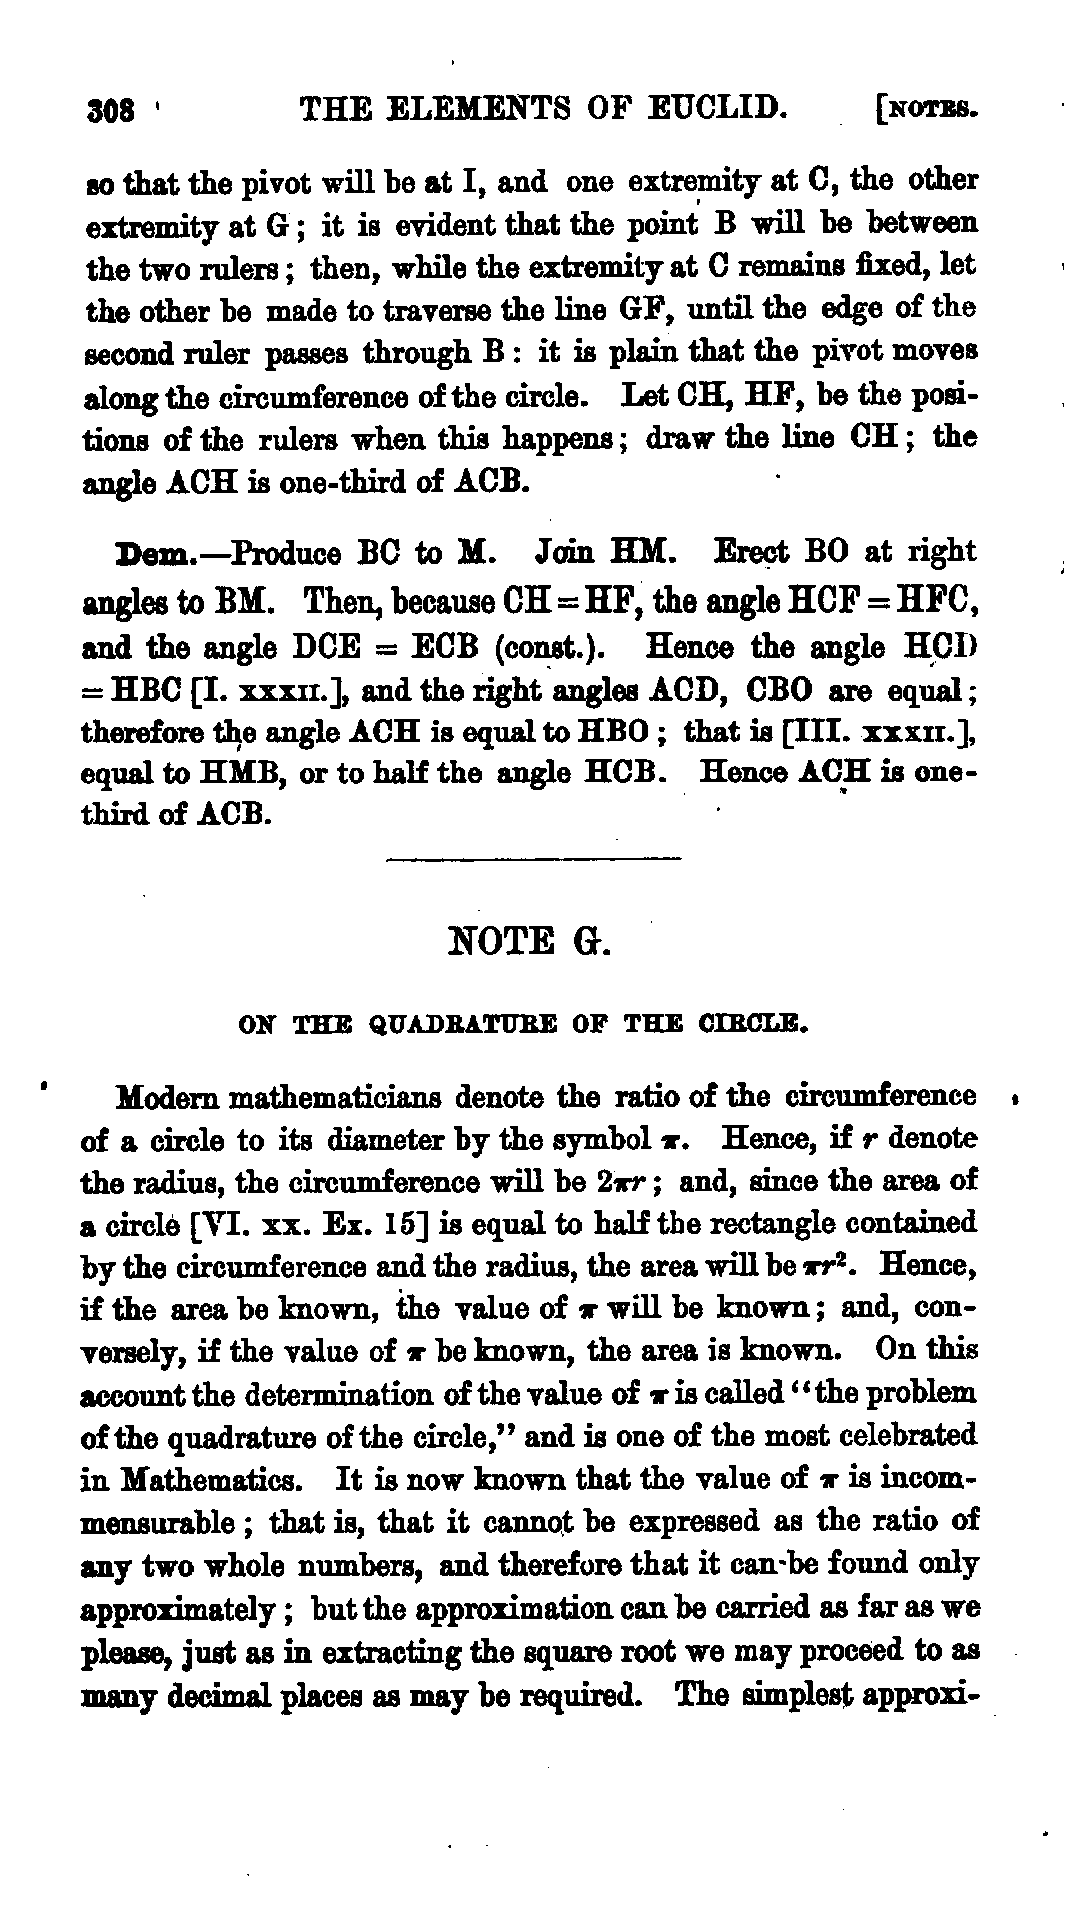 308 THE ELEMENTS OF EUCLID. [NOTES.
so that the pivot will be at I, and one extremity at C, the other
extremity at G; it is evident that the point B will be between
the two rulers; then, while the extremity at C remains fixed, let
the other be made to traverse the line GF, until the edge of the
second ruler passes through B: it is plain that the pivot moves
along the circumference of the circle. Let CH, HF, be the posi-
tions of the rulers when this happens; draw the line CH; the
angle ACH is one-third of ACB.
Dem.—Produce BC to M. Join HM. Erect BO at right
angles to BM. Then, because CH = HF, the angle HCF = HFC,
and the angle DCE = ECB (const.). Hence the angle HCD
= HBC [I. XXXII.], and the right angles ACD, CBO are equal;
therefore the angle ACH is equal to HBO; that is [III. XXXII.],
equal to HMB, or to half the angle HCB. Hence ACH is one-
third of ACB.
NOTE G.
ON THE QUADRATURE OF THE CIRCLE.
Modern mathematicians denote the ratio of the circumference
of a circle to its diameter by the symbol π. Hence, if r denote
the radius, the circumference will be 2πr; and, since the area of
a circle [VI. XX. Ex. 15] is equal to half the rectangle contained
by the circumference and the radius, the area will be πr². Hence,
if the area be known, the value of π will be known; and, con-
versely, if the value of π be known, the area is known. On this
account the determination of the value of π is called "the problem
of the quadrature of the circle," and is one of the most celebrated
in Mathematics. It is now known that the value of π is incom-
mensurable; that is, that it cannot be expressed as the ratio of
any two whole numbers, and therefore that it can be found only
approximately; but the approximation can be carried as far as we
please, just as in extracting the square root we may proceed to as
many decimal places as may be required. The simplest approxi-